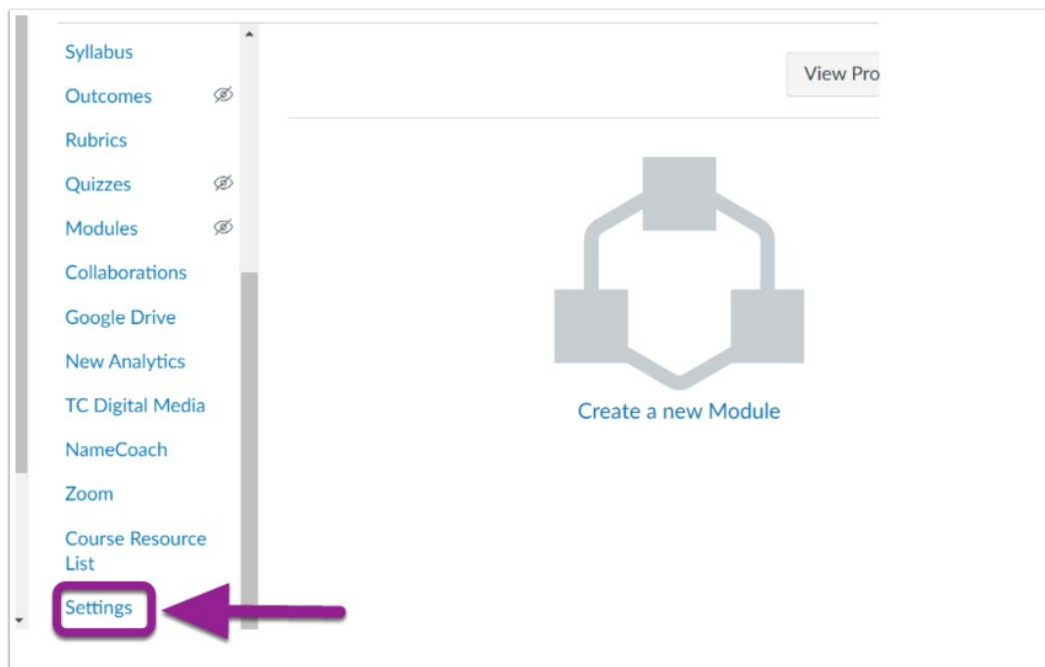 Syllabus
Outcomes
Rubrics
Quizzes
Modules
Collaborations
Google Drive
New Analytics
TC Digital Media
NameCoach
Zoom
Course Resource
List
Settings
View Pro
Create a new Module